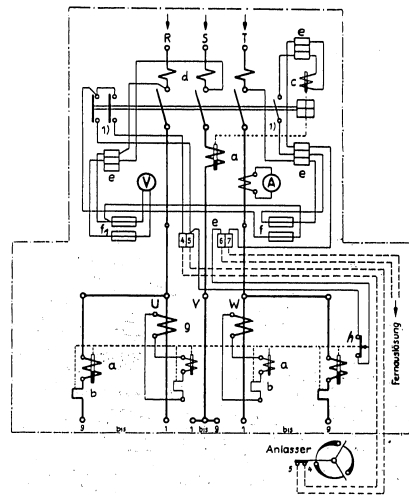 R S T
e
c
d
1) 1)
a
e V A e
f₁ f
e
4 5 6 7
U V W
g
h
a a
b b
Fernauslösung
9 bis 1 1 bis 9 1 bis 9
Anlasser
5 4